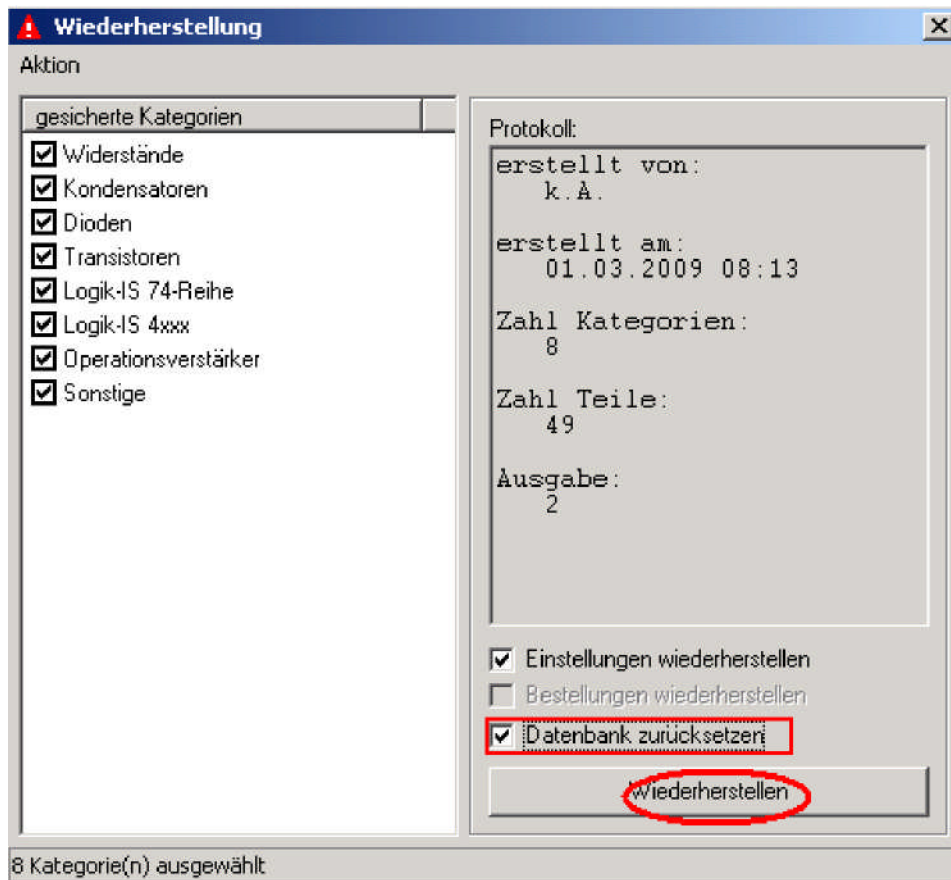 Wiederherstellung
Aktion
gesicherte Kategorien
Widerstände
Kondensatoren
Dioden
Transistoren
Logik-IS 74-Reihe
Logik-IS 4xxx
Operationsverstärker
Sonstige
Protokoll:
erstellt von:
k.A.
erstellt am:
01.03.2009 08:13
Zahl Kategorien:
8
Zahl Teile:
49
Ausgabe:
2
Einstellungen wiederherstellen
Bestellungen wiederherstellen
Datenbank zurücksetzen
Wiederherstellen
8 Kategorie(n) ausgewählt